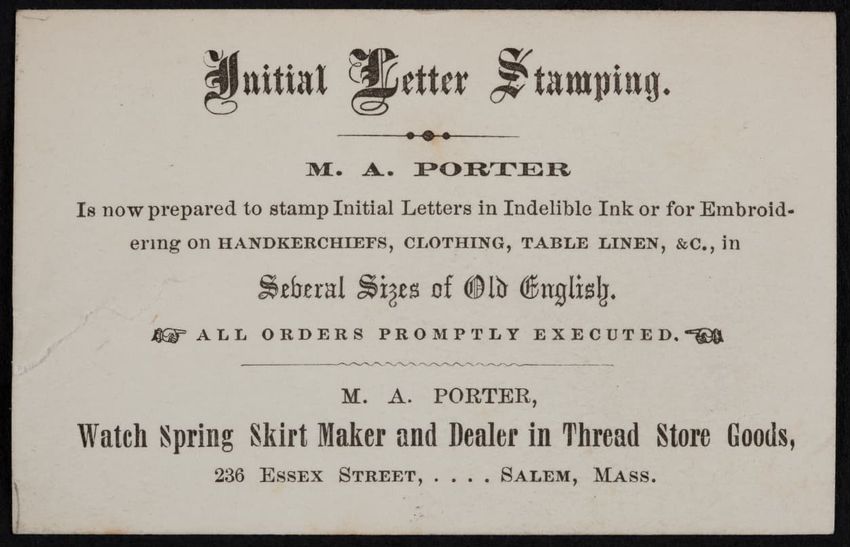 Initial Letter Stamping.
M. A. PORTER
Is now prepared to stamp Initial Letters in Indelible Ink or for Embroid-
ering on HANDKERCHIEFS, CLOTHING, TABLE LINEN, &C., in
Several Sizes of Old English.
☞ ALL ORDERS PROMPTLY EXECUTED. ☜
M. A. PORTER,
Watch Spring Skirt Maker and Dealer in Thread Store Goods,
236 ESSEX STREET, . . . . SALEM, MASS.